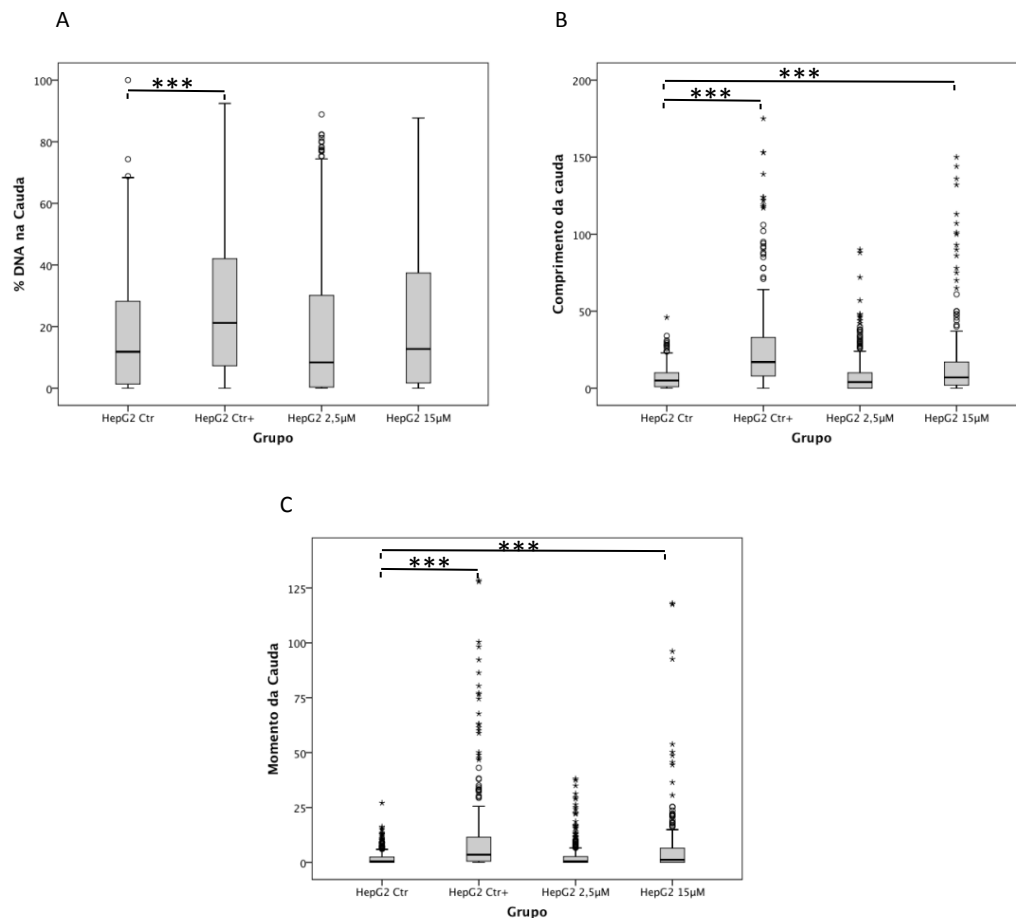 A
B
% DNA na Cauda
100
80
60
40
20
0
***
HepG2 Ctr
HepG2 Ctr+
HepG2 2,5µM
HepG2 15µM
Grupo
Comprimento da cauda
200
150
100
50
0
***
***
HepG2 Ctr
HepG2 Ctr+
HepG2 2,5µM
HepG2 15µM
Grupo
C
Momento da Cauda
125
100
75
50
25
0
***
***
HepG2 Ctr
HepG2 Ctr+
HepG2 2,5µM
HepG2 15µM
Grupo